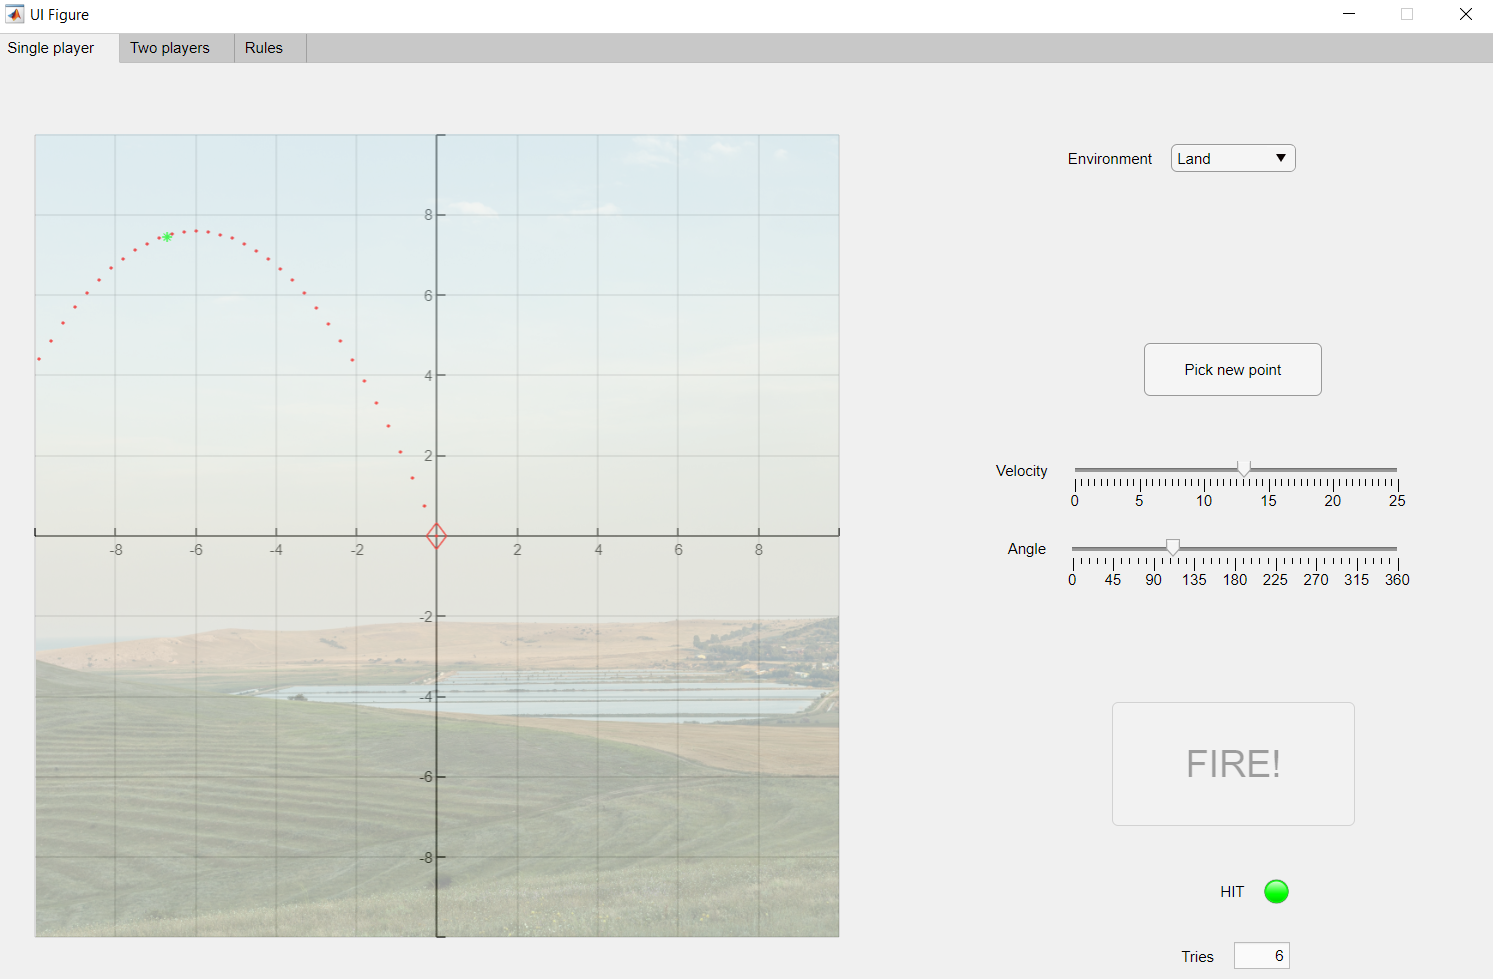 UI Figure
Single player Two players Rules
Environment Land
8
6
4
2
-8 -6 -4 -2 2 4 6 8
-2
-4
-6
-8
Pick new point
Velocity
0 5 10 15 20 25
Angle
0 45 90 135 180 225 270 315 360
FIRE!
HIT
Tries 6